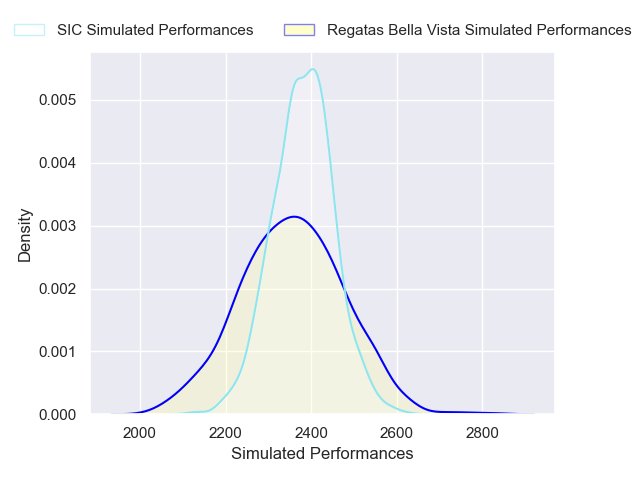 SIC Simulated Performances
Regatas Bella Vista Simulated Performances
Density
0.005
0.004
0.003
0.002
0.001
0.000
2000 2200 2400 2600 2800
Simulated Performances